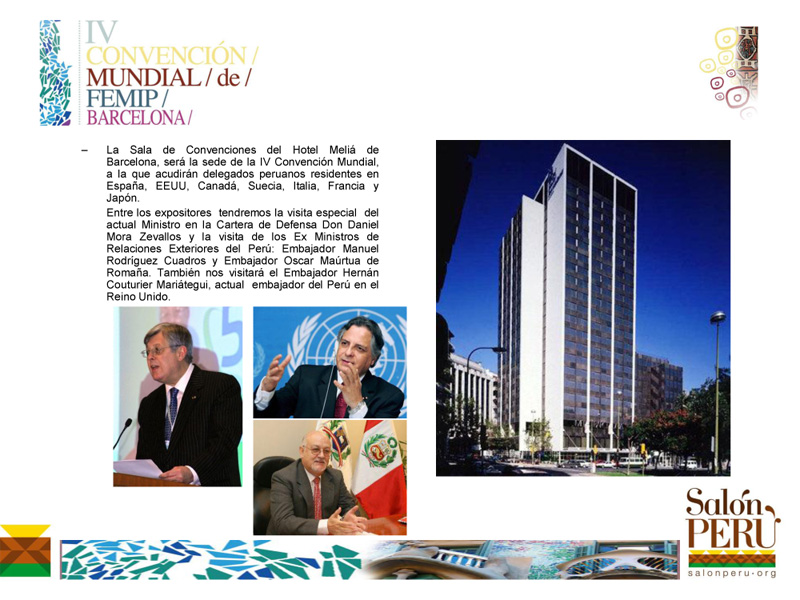 IV
CONVENCIÓN /
MUNDIAL / de /
FEMIP /
BARCELONA /
– La Sala de Convenciones del Hotel Meliá de
Barcelona, será la sede de la IV Convención Mundial,
a la que acudirán delegados peruanos residentes en
España, EEUU, Canadá, Suecia, Italia, Francia y
Japón.
Entre los expositores tendremos la visita especial del
actual Ministro en la Cartera de Defensa Don Daniel
Mora Zevallos y la visita de los Ex Ministros de
Relaciones Exteriores del Perú: Embajador Manuel
Rodríguez Cuadros y Embajador Oscar Maúrtua de
Romaña. También nos visitará el Embajador Hernán
Couturier Mariátegui, actual embajador del Perú en el
Reino Unido.
Salón
PERÚ
salonperu.org